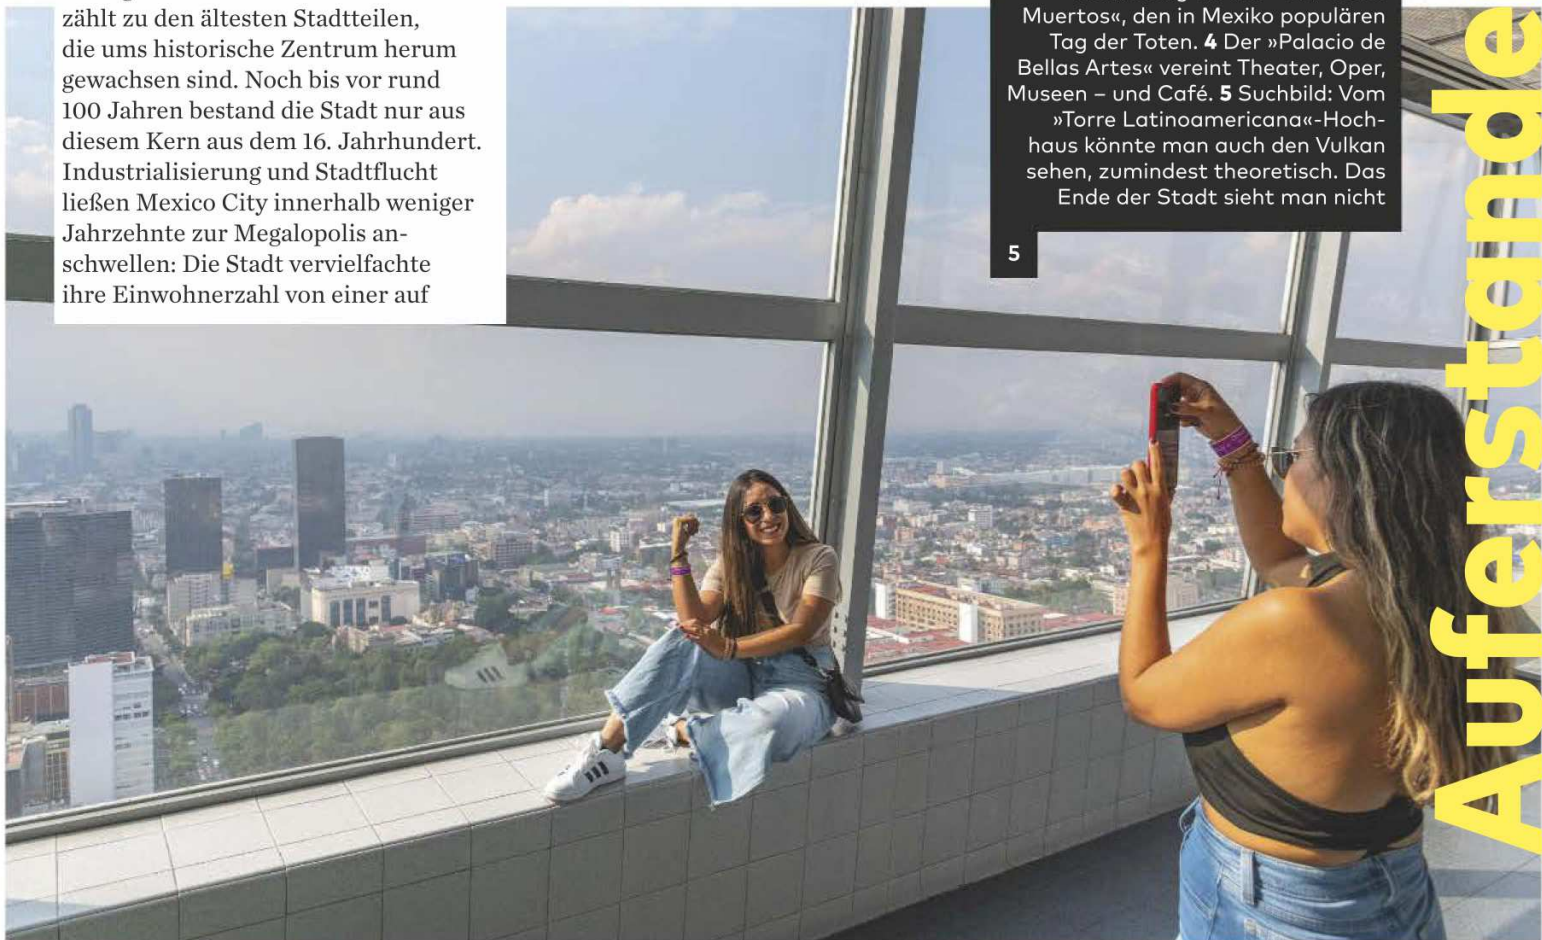 zählt zu den ältesten Stadtteilen,
die ums historische Zentrum herum
gewachsen sind. Noch bis vor rund
100 Jahren bestand die Stadt nur aus
diesem Kern aus dem 16. Jahrhundert.
Industrialisierung und Stadtflucht
ließen Mexico City innerhalb weniger
Jahrzehnte zur Megalopolis an-
schwellen: Die Stadt vervielfachte
ihre Einwohnerzahl von einer auf
Muertos«, den in Mexiko populären
Tag der Toten. 4 Der »Palacio de
Bellas Artes« vereint Theater, Oper,
Museen – und Café. 5 Suchbild: Vom
»Torre Latinoamericana«-Hoch-
haus könnte man auch den Vulkan
sehen, zumindest theoretisch. Das
Ende der Stadt sieht man nicht
5
Auferstande